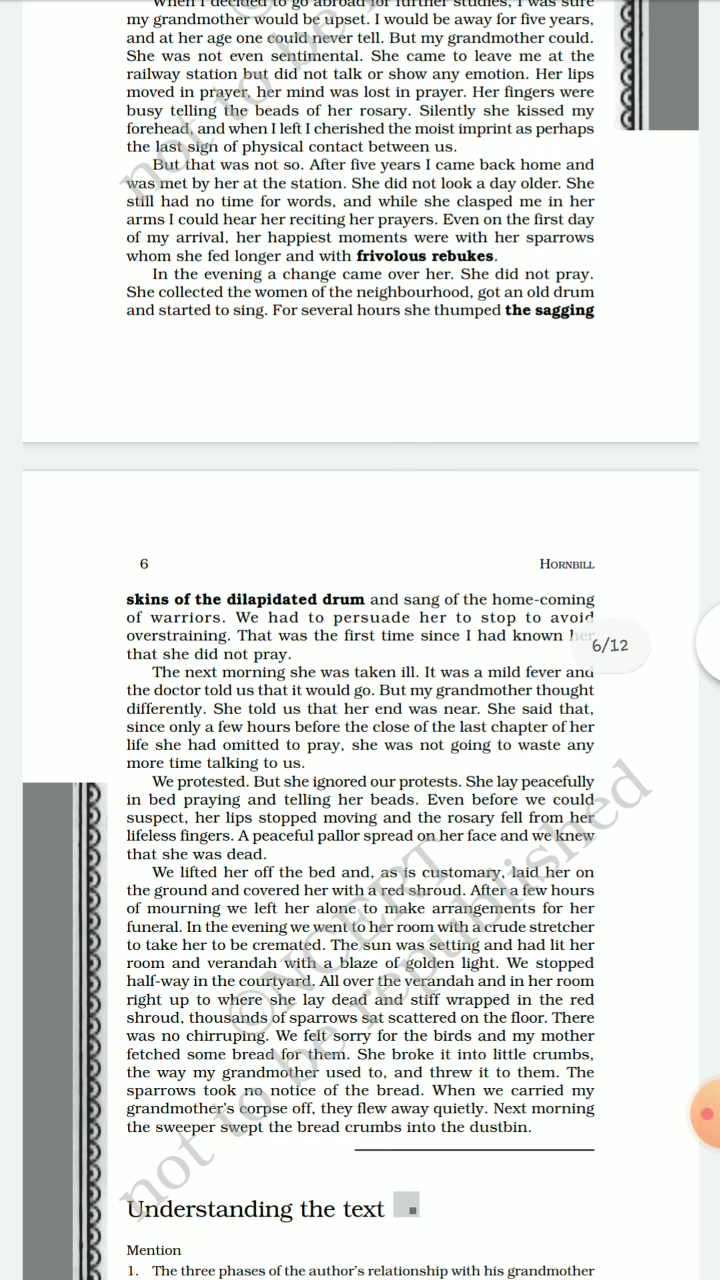 When I decided to go abroad for further studies, I was sure
my grandmother would be upset. I would be away for five years,
and at her age one could never tell. But my grandmother could.
She was not even sentimental. She came to leave me at the
railway station but did not talk or show any emotion. Her lips
moved in prayer, her mind was lost in prayer. Her fingers were
busy telling the beads of her rosary. Silently she kissed my
forehead, and when I left I cherished the moist imprint as perhaps
the last sign of physical contact between us.
But that was not so. After five years I came back home and
was met by her at the station. She did not look a day older. She
still had no time for words, and while she clasped me in her
arms I could hear her reciting her prayers. Even on the first day
of my arrival, her happiest moments were with her sparrows
whom she fed longer and with frivolous rebukes.
In the evening a change came over her. She did not pray.
She collected the women of the neighbourhood, got an old drum
and started to sing. For several hours she thumped the sagging
not to be r
6 HORNBILL
skins of the dilapidated drum and sang of the home-coming
of warriors. We had to persuade her to stop to avoid
overstraining. That was the first time since I had known her
6/12
that she did not pray.
The next morning she was taken ill. It was a mild fever and
the doctor told us that it would go. But my grandmother thought
differently. She told us that her end was near. She said that,
since only a few hours before the close of the last chapter of her
life she had omitted to pray, she was not going to waste any
more time talking to us.
We protested. But she ignored our protests. She lay peacefully
in bed praying and telling her beads. Even before we could
suspect, her lips stopped moving and the rosary fell from her
lifeless fingers. A peaceful pallor spread on her face and we knew
that she was dead.
We lifted her off the bed and, as is customary, laid her on
the ground and covered her with a red shroud. After a few hours
of mourning we left her alone to make arrangements for her
funeral. In the evening we went to her room with a crude stretcher
to take her to be cremated. The sun was setting and had lit her
room and verandah with a blaze of golden light. We stopped
half-way in the courtyard. All over the verandah and in her room
right up to where she lay dead and stiff wrapped in the red
shroud, thousands of sparrows sat scattered on the floor. There
was no chirruping. We felt sorry for the birds and my mother
fetched some bread for them. She broke it into little crumbs,
the way my grandmother used to, and threw it to them. The
sparrows took no notice of the bread. When we carried my
grandmother's corpse off, they flew away quietly. Next morning
the sweeper swept the bread crumbs into the dustbin.
©NCERT
not to be republished
Understanding the text
Mention
1. The three phases of the author's relationship with his grandmother